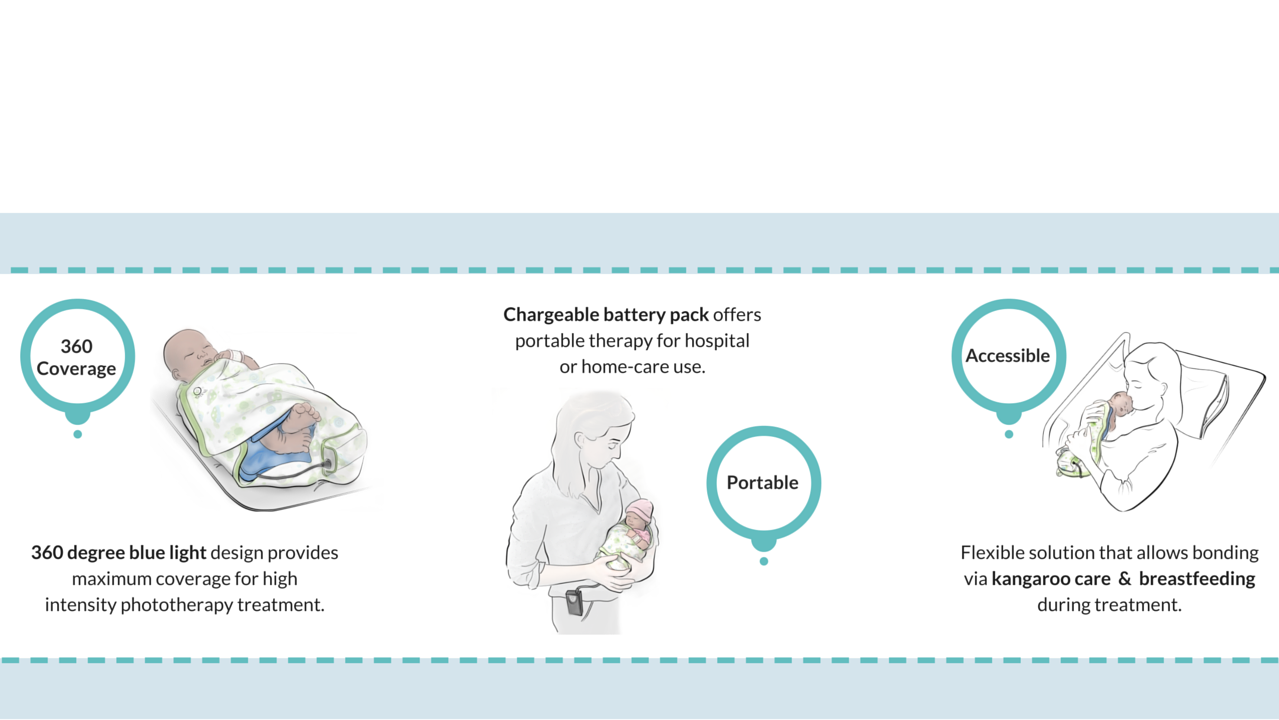 360
Coverage
360 degree blue light design provides
maximum coverage for high
intensity phototherapy treatment.
Chargeable battery pack offers
portable therapy for hospital
or home-care use.
Portable
Accessible
Flexible solution that allows bonding
via kangaroo care & breastfeeding
during treatment.